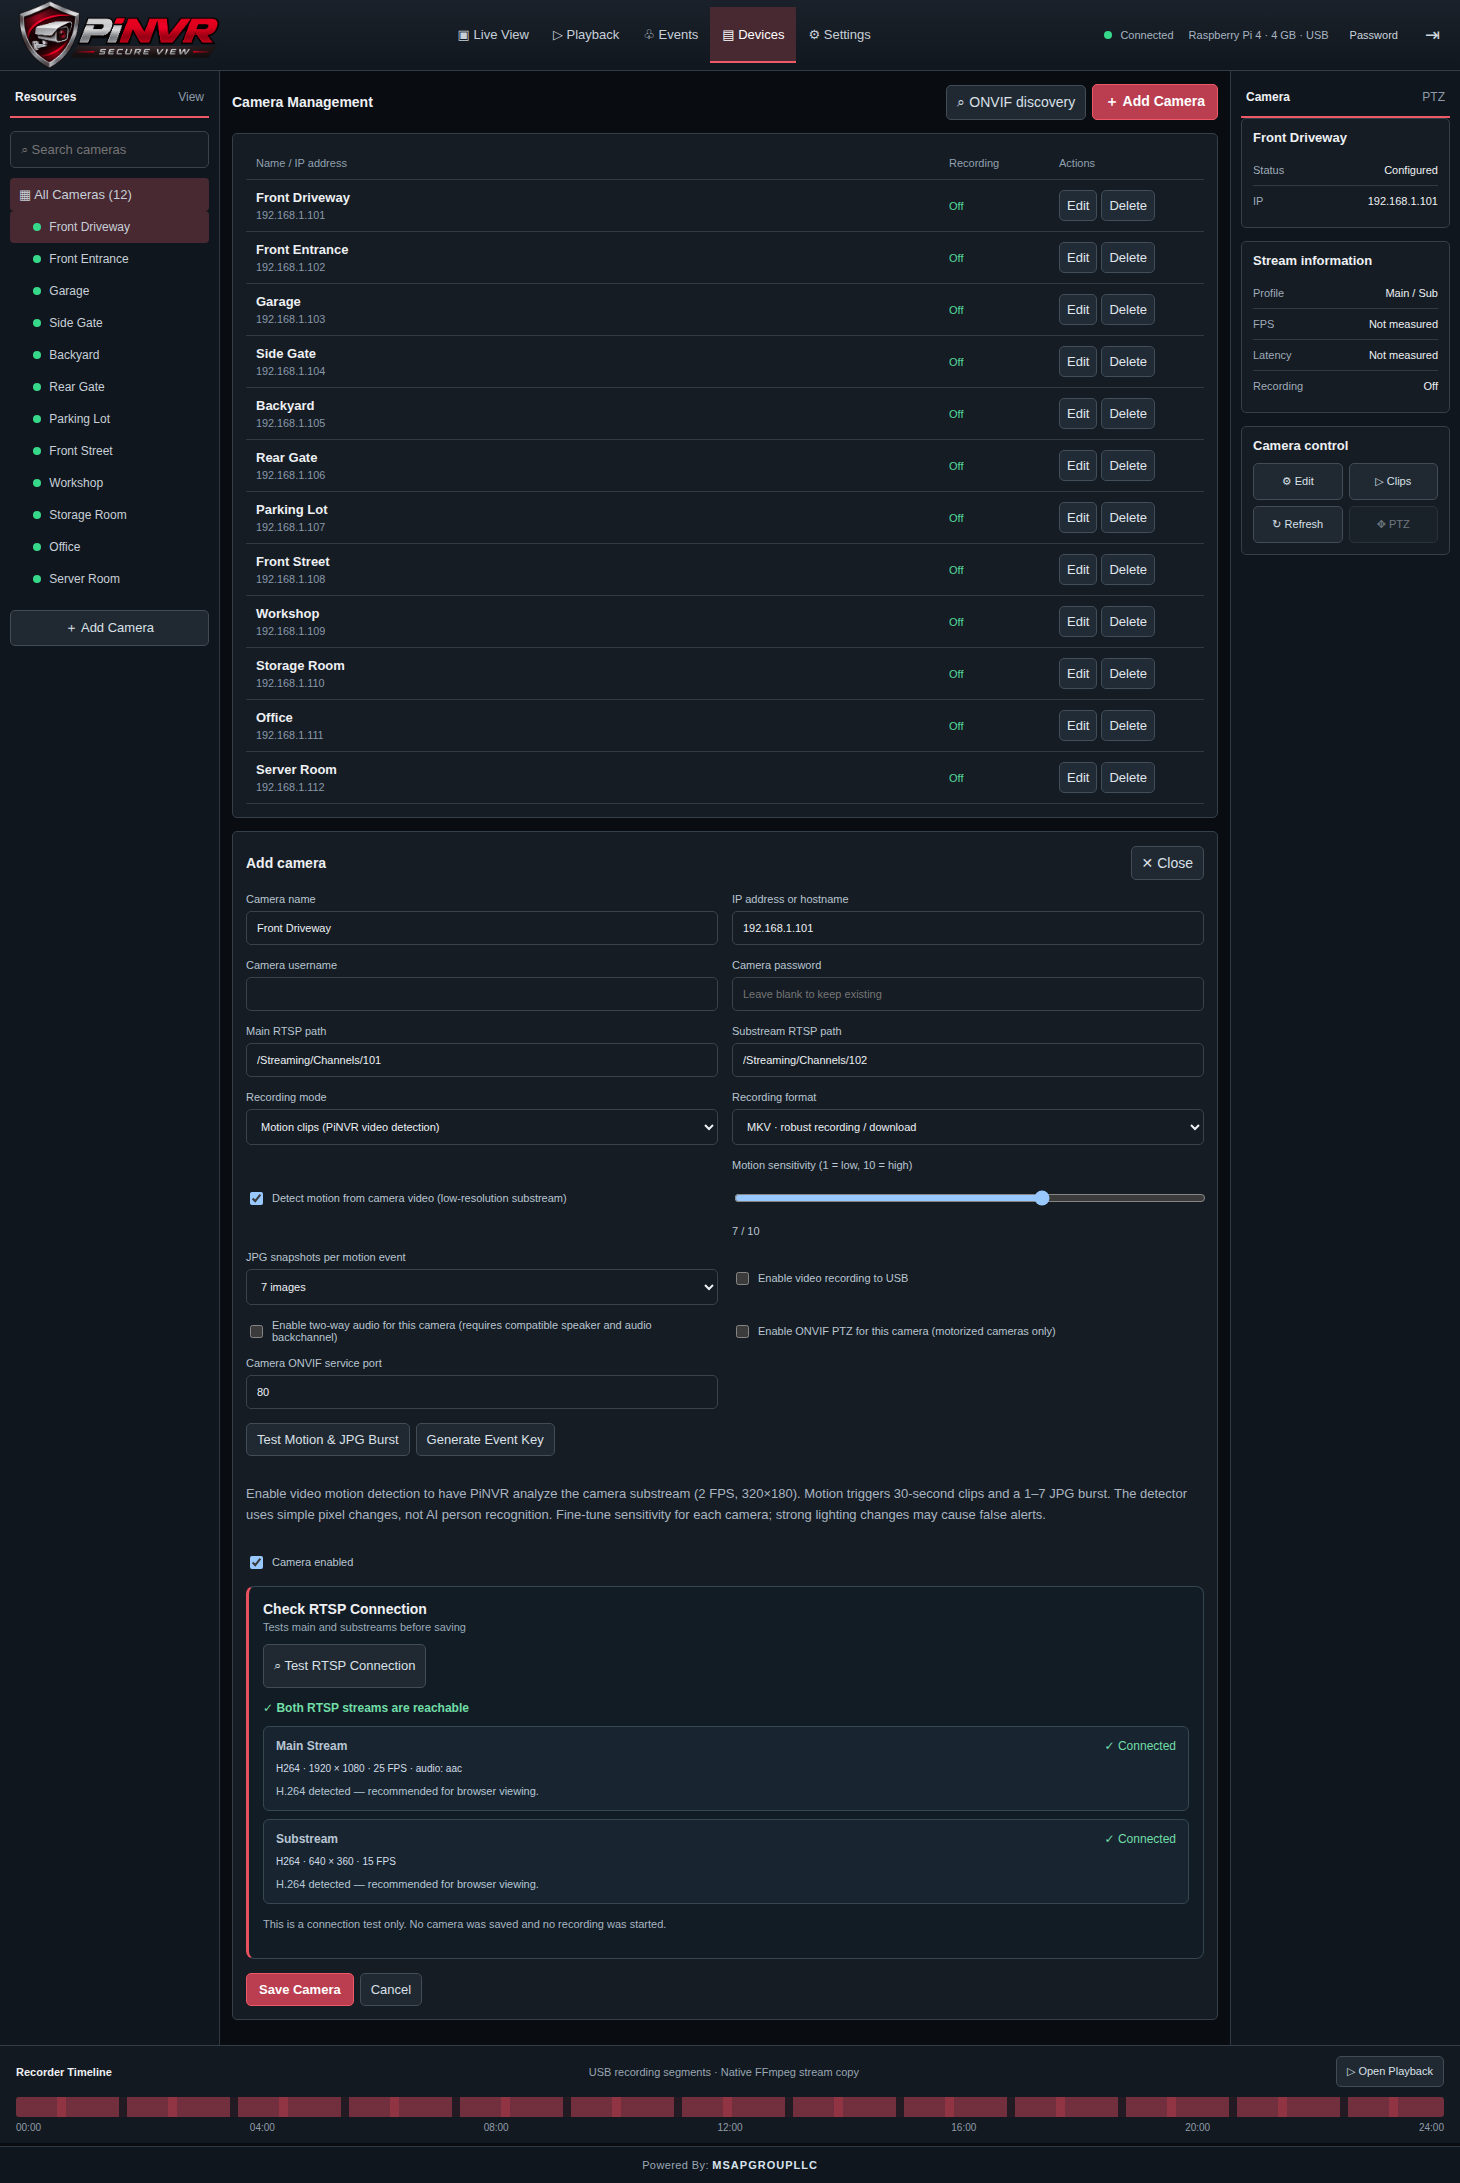 PiNVR
SECURE VIEW
Live View
Playback
Events
Devices
Settings
Connected
Raspberry Pi 4 · 4 GB · USB
Password
Resources
View
Search cameras
All Cameras (12)
Front Driveway
Front Entrance
Garage
Side Gate
Backyard
Rear Gate
Parking Lot
Front Street
Workshop
Storage Room
Office
Server Room
+ Add Camera
Camera Management
ONVIF discovery
+ Add Camera
Name / IP address Recording Actions
Front Driveway
192.168.1.101
Off Edit Delete
Front Entrance
192.168.1.102
Off Edit Delete
Garage
192.168.1.103
Off Edit Delete
Side Gate
192.168.1.104
Off Edit Delete
Backyard
192.168.1.105
Off Edit Delete
Rear Gate
192.168.1.106
Off Edit Delete
Parking Lot
192.168.1.107
Off Edit Delete
Front Street
192.168.1.108
Off Edit Delete
Workshop
192.168.1.109
Off Edit Delete
Storage Room
192.168.1.110
Off Edit Delete
Office
192.168.1.111
Off Edit Delete
Server Room
192.168.1.112
Off Edit Delete
Add camera
✕ Close
Camera name
Front Driveway
IP address or hostname
192.168.1.101
Camera username
Camera password
Leave blank to keep existing
Main RTSP path
/Streaming/Channels/101
Substream RTSP path
/Streaming/Channels/102
Recording mode
Motion clips (PiNVR video detection)
Recording format
MKV · robust recording / download
Detect motion from camera video (low-resolution substream)
Motion sensitivity (1 = low, 10 = high)
7 / 10
JPG snapshots per motion event
7 images
Enable video recording to USB
Enable two-way audio for this camera (requires compatible speaker and audio
backchannel)
Enable ONVIF PTZ for this camera (motorized cameras only)
Camera ONVIF service port
80
Test Motion & JPG Burst
Generate Event Key
Enable video motion detection to have PiNVR analyze the camera substream (2 FPS, 320×180). Motion triggers 30-second clips and a 1–7 JPG burst. The detector
uses simple pixel changes, not AI person recognition. Fine-tune sensitivity for each camera; strong lighting changes may cause false alerts.
Camera enabled
Check RTSP Connection
Tests main and substreams before saving
Test RTSP Connection
✓ Both RTSP streams are reachable
Main Stream
✓ Connected
H264 · 1920 × 1080 · 25 FPS · audio: aac
H.264 detected — recommended for browser viewing.
Substream
✓ Connected
H264 · 640 × 360 · 15 FPS
H.264 detected — recommended for browser viewing.
This is a connection test only. No camera was saved and no recording was started.
Save Camera
Cancel
Camera
PTZ
Front Driveway
Status Configured
IP 192.168.1.101
Stream information
Profile Main / Sub
FPS Not measured
Latency Not measured
Recording Off
Camera control
Edit
Clips
Refresh
PTZ
Recorder Timeline
USB recording segments · Native FFmpeg stream copy
Open Playback
00:00 04:00 08:00 12:00 16:00 20:00 24:00
Powered By: MSAPGROUPLLC